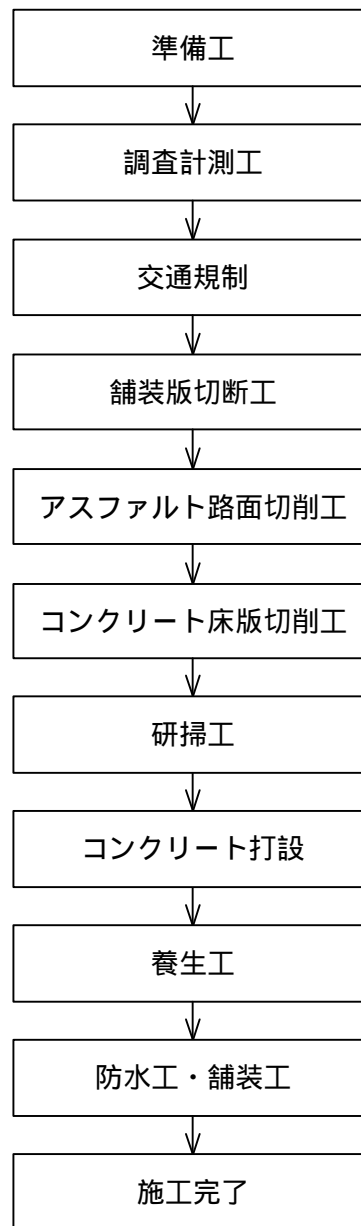 準備工
調査計測工
交通規制
舗装版切断工
アスファルト路面切削工
コンクリート床版切削工
研掃工
コンクリート打設
養生工
防水工・舗装工
施工完了